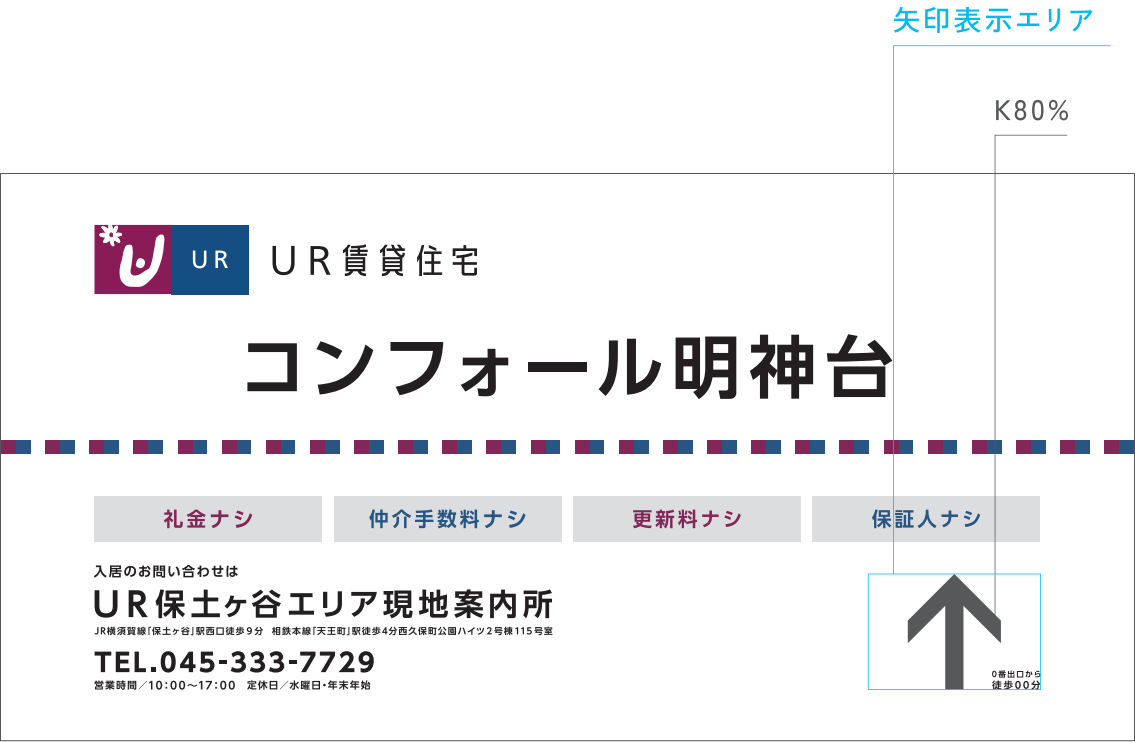 矢印表示エリア
K80%
UR UR賃貸住宅
コンフォール明神台
礼金ナシ 仲介手数料ナシ 更新料ナシ 保証人ナシ
入居のお問い合わせは
UR保土ヶ谷エリア現地案内所
JR横須賀線「保土ヶ谷」駅西口徒歩9分 相鉄本線「天王町」駅徒歩4分西久保町公園ハイツ2号棟115号室
TEL.045-333-7729
営業時間／10：00〜17：00 定休日／水曜日・年末年始
0番出口から
徒歩00分